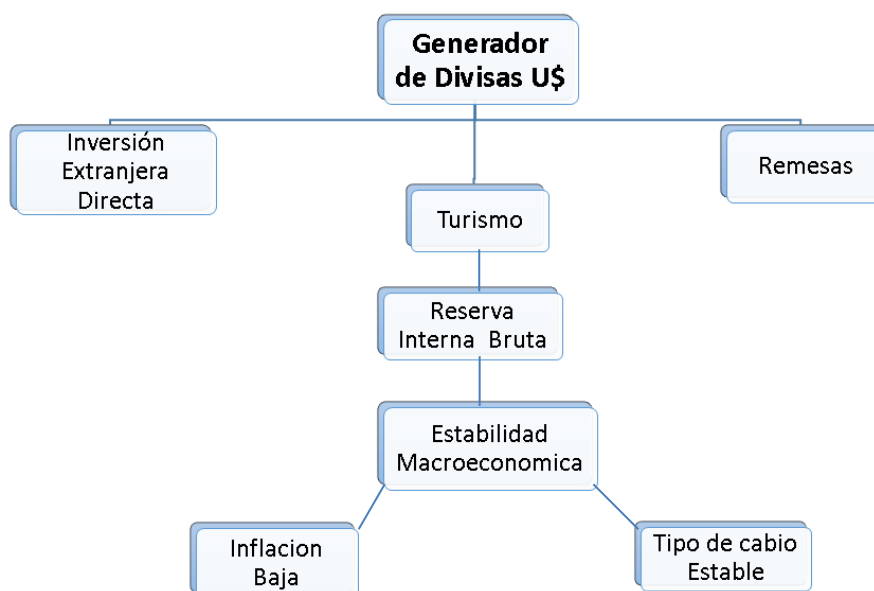 Generador
de Divisas U$
Inversión
Extranjera
Directa
Remesas
Turismo
Reserva
Interna Bruta
Estabilidad
Macroeconomica
Inflacion
Baja
Tipo de cabio
Estable